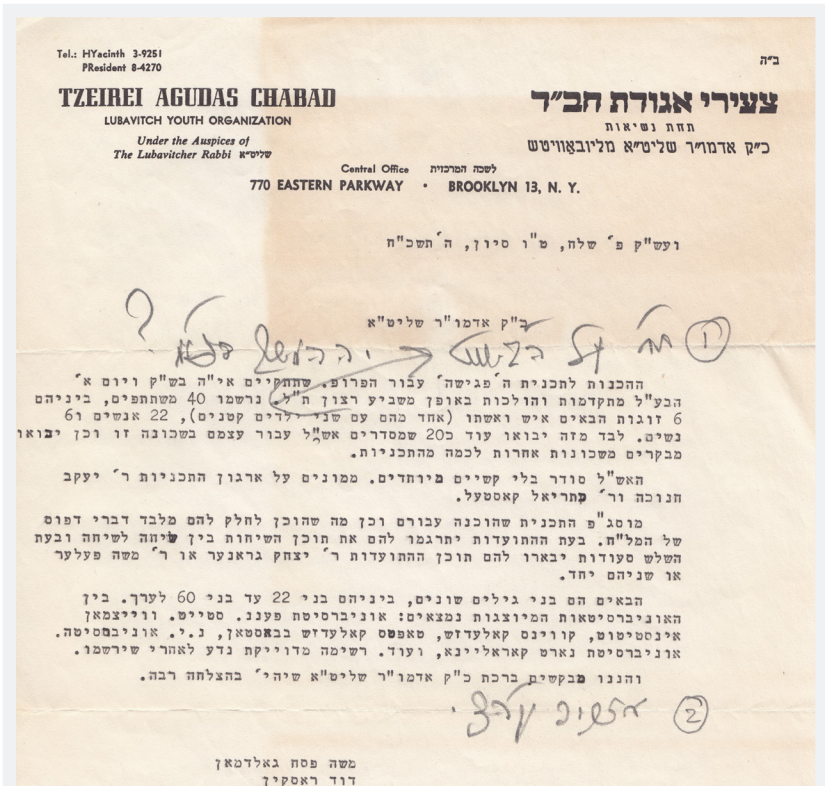 Tel.: HYacinth 3-9251
PResident 8-4270
ב״ה
TZEIREI AGUDAS CHABAD
צעירי אגודת חב״ד
LUBAVITCH YOUTH ORGANIZATION
תחת נשיאות
Under the Auspices of
כ״ק אדמו״ר שליט״א מליובאוויטש
The Lubavitcher Rabbi שליט״א
Central Office לשכה המרכזית
770 EASTERN PARKWAY • BROOKLYN 13, N. Y.
ועש"ק פ' שלח, ט"ו סיון, ה'תשכ"ח
כ"ק אדמו"ר שליט"א
1
על
?
ההכנות לתכנית ה'פגישה' עבור הפרופ. שתתקיים אי"ה בש"ק ויום א'
הבע"ל מתקדמות והולכות באופן משביע רצון ת"ל. נרשמו 40 משתתפים, ביניהם
6 זוגות הבאים איש ואשתו (אחד מהם עם שני ילדים קטנים), 22 אנשים ו6
נשים. לבד מזה יבואו עוד כ20 שמסדרים אש"ל עבור עצמם בשכונה זו וכן יבואו
מבקרים משכונות אחרות לכמה מהתכניות.
האש"ל סודר בלי קשיים מיוחדים. ממונים על ארגון התכניות ר' יעקב
חנוכה ור' כתריאל קאסטעל.
מוסג"פ התכנית שהוכנה עבורם וכן מה שהוכן לחלק להם מלבד דברי דפוס
של המל"ח. בעת ההתועדות יתרגמו להם את תוכן השיחות בין שיחה לשיחה ובעת
השלש סעודות יבארו להם תוכן ההתועדות ר' יצחק גראנער או ר' משה פעלער
או שניהם יחד.
הבאים הם בני גילים שונים, ביניהם בני 22 עד בני 60 לערך. בין
האוניברסיטאות המיוצגות נמצאים: אוניברסיטת פענג. סטייט. ווייצמאן
אינסטיטוט, קווינס קאלעדזש, טאפטס קאלעדזש בבאסטאן, נ.י. אוניברסיטה.
אוניברסיטת נארט קאראליינא, ועוד. רשימה מדוייקת נדע לאחרי שירשמו.
והננו מבקשים ברכת כ"ק אדמו"ר שליט"א שיהי' בהצלחה רבה.
2
משה פסח גאלדמאן
דוד ראסקין